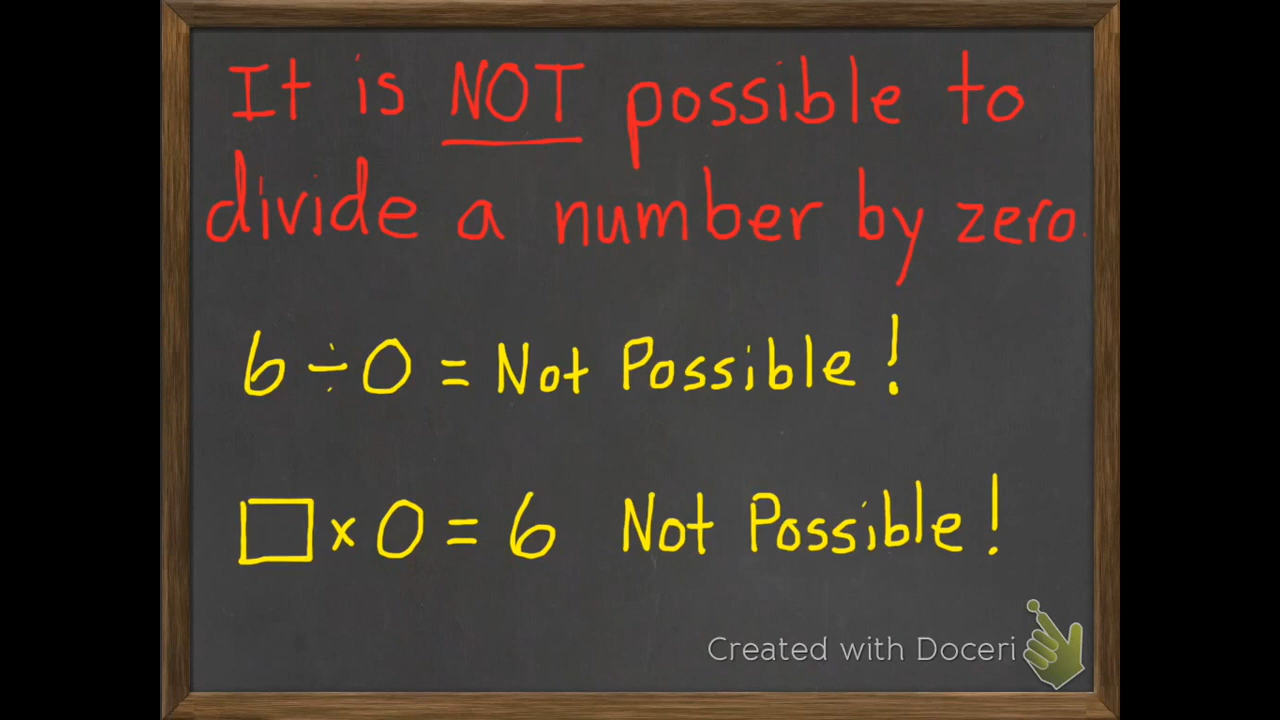 It is NOT possible to
divide a number by zero.
6 ÷ 0 = Not Possible!
□ × 0 = 6 Not Possible!
Created with Doceri